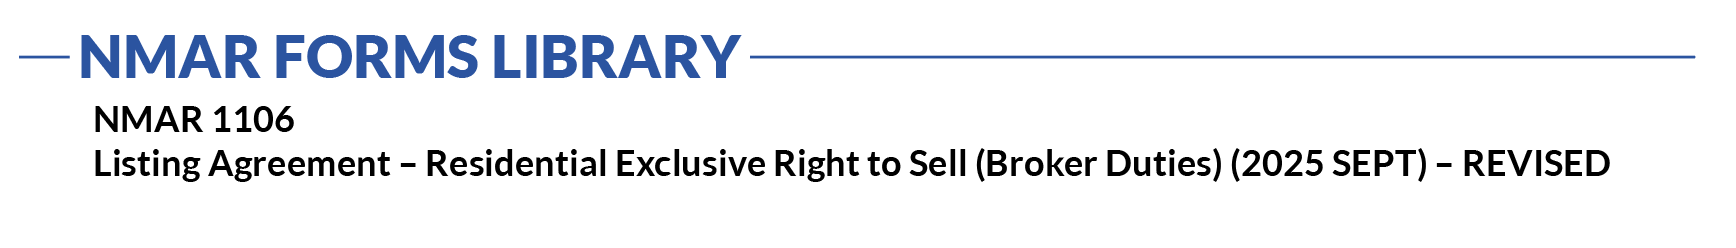 NMAR FORMS LIBRARY
NMAR 1106
Listing Agreement – Residential Exclusive Right to Sell (Broker Duties) (2025 SEPT) – REVISED